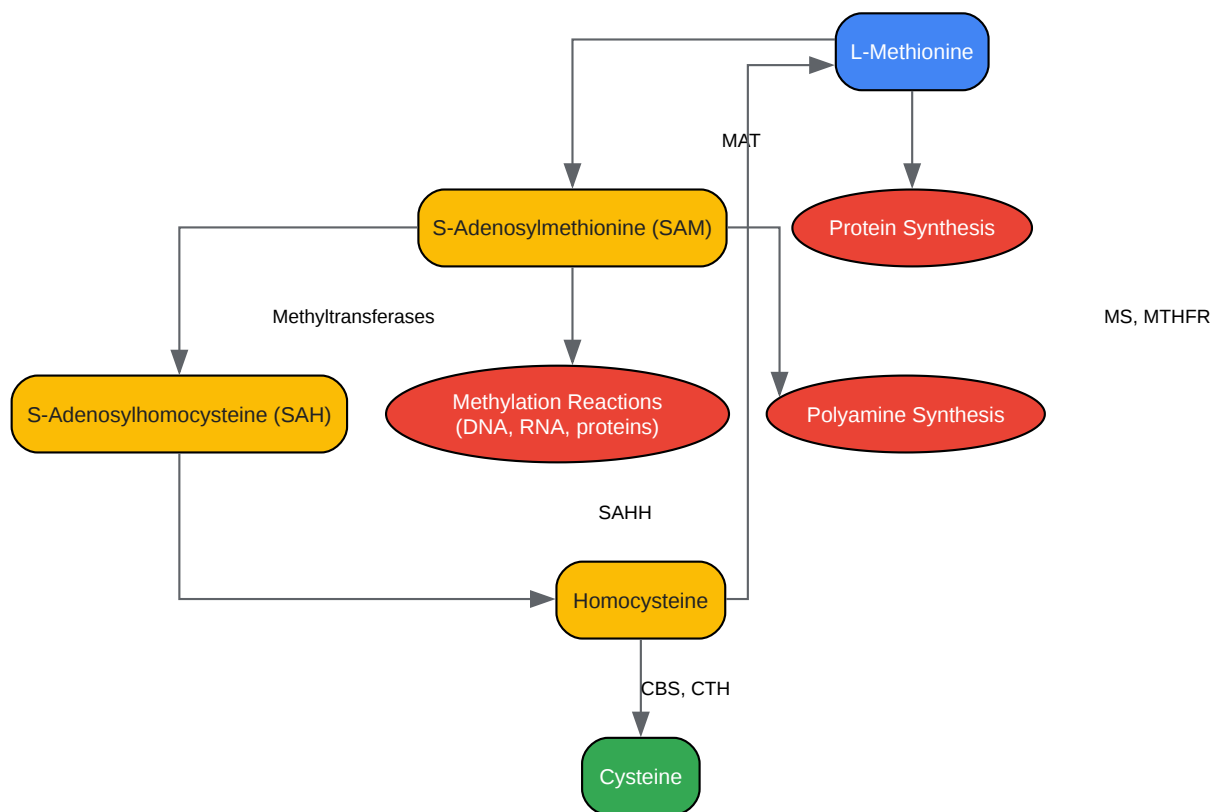 L-Methionine
MAT
S-Adenosylmethionine (SAM)
Protein Synthesis
Methyltransferases
MS, MTHFR
S-Adenosylhomocysteine (SAH)
Methylation Reactions
(DNA, RNA, proteins)
Polyamine Synthesis
SAHH
Homocysteine
CBS, CTH
Cysteine